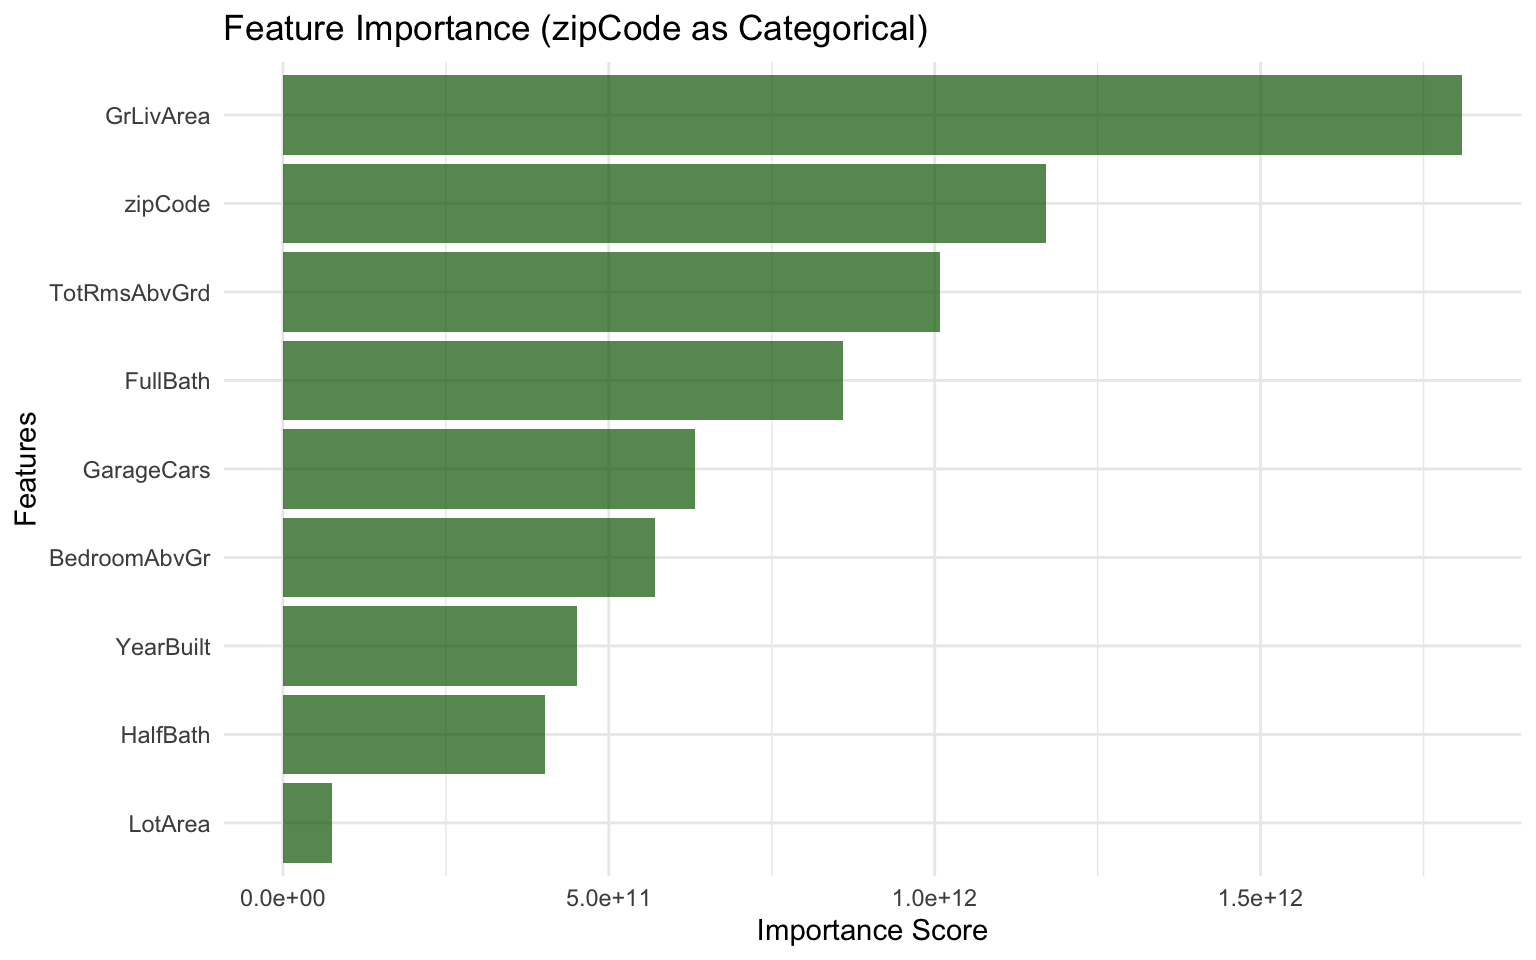 Feature Importance (zipCode as Categorical)
Features
GrLivArea
zipCode
TotRmsAbvGrd
FullBath
GarageCars
BedroomAbvGr
YearBuilt
HalfBath
LotArea
0.0e+00 5.0e+11 1.0e+12 1.5e+12
Importance Score